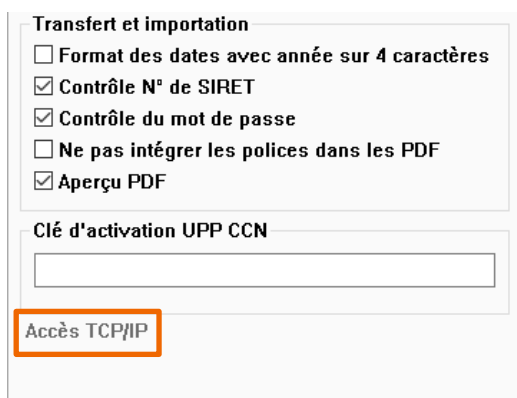 Transfert et importation
Format des dates avec année sur 4 caractères
Contrôle N° de SIRET
Contrôle du mot de passe
Ne pas intégrer les polices dans les PDF
Aperçu PDF
Clé d'activation UPP CCN
Accès TCP/IP